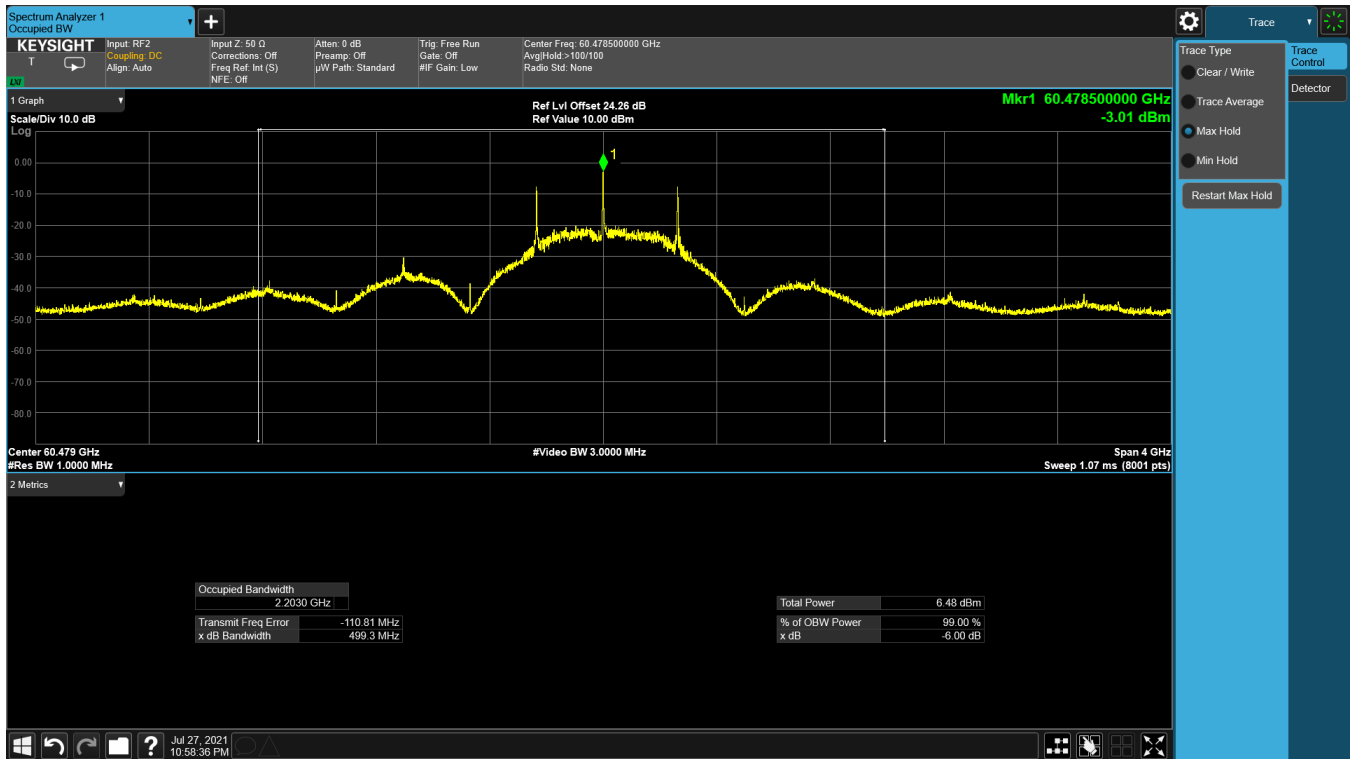 Spectrum Analyzer 1
Occupied BW
Trace
KEYSIGHT
T
LXI
Input: RF2
Coupling: DC
Align: Auto
Input Z: 50 Ω
Corrections: Off
Freq Ref: Int (S)
NFE: Off
Atten: 0 dB
Preamp: Off
µW Path: Standard
Trig: Free Run
Gate: Off
#IF Gain: Low
Center Freq: 60.478500000 GHz
Avg|Hold:>100/100
Radio Std: None
Trace Type
Clear / Write
Trace Average
Max Hold
Min Hold
Restart Max Hold
Trace
Control
Detector
1 Graph
Scale/Div 10.0 dB
Ref Lvl Offset 24.26 dB
Ref Value 10.00 dBm
Mkr1 60.478500000 GHz
-3.01 dBm
Log
1
0.00
-10.0
-20.0
-30.0
-40.0
-50.0
-60.0
-70.0
-80.0
Center 60.479 GHz
#Video BW 3.0000 MHz
Span 4 GHz
#Res BW 1.0000 MHz
Sweep 1.07 ms (8001 pts)
2 Metrics
Occupied Bandwidth
2.2030 GHz
Transmit Freq Error -110.81 MHz
x dB Bandwidth 499.3 MHz
Total Power 6.48 dBm
% of OBW Power 99.00 %
x dB -6.00 dB
?
Jul 27, 2021
10:58:36 PM